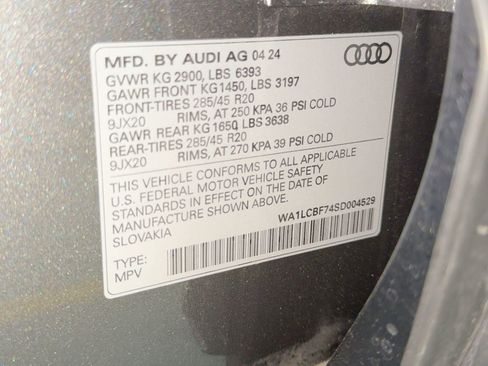 MFD. BY AUDI AG 04 24
GVWR KG 2900, LBS 6393
GAWR FRONT KG1450, LBS 3197
FRONT-TIRES 285/45 R20
9JX20 RIMS, AT 250 KPA 36 PSI COLD
GAWR REAR KG 1650, LBS 3638
REAR-TIRES 285/45 R20
9JX20 RIMS, AT 270 KPA 39 PSI COLD
THIS VEHICLE CONFORMS TO ALL APPLICABLE
U.S. FEDERAL MOTOR VEHICLE SAFETY
STANDARDS IN EFFECT ON THE DATE OF
MANUFACTURE SHOWN ABOVE.
SLOVAKIA
WA1LCBF74SD004529
TYPE:
MPV